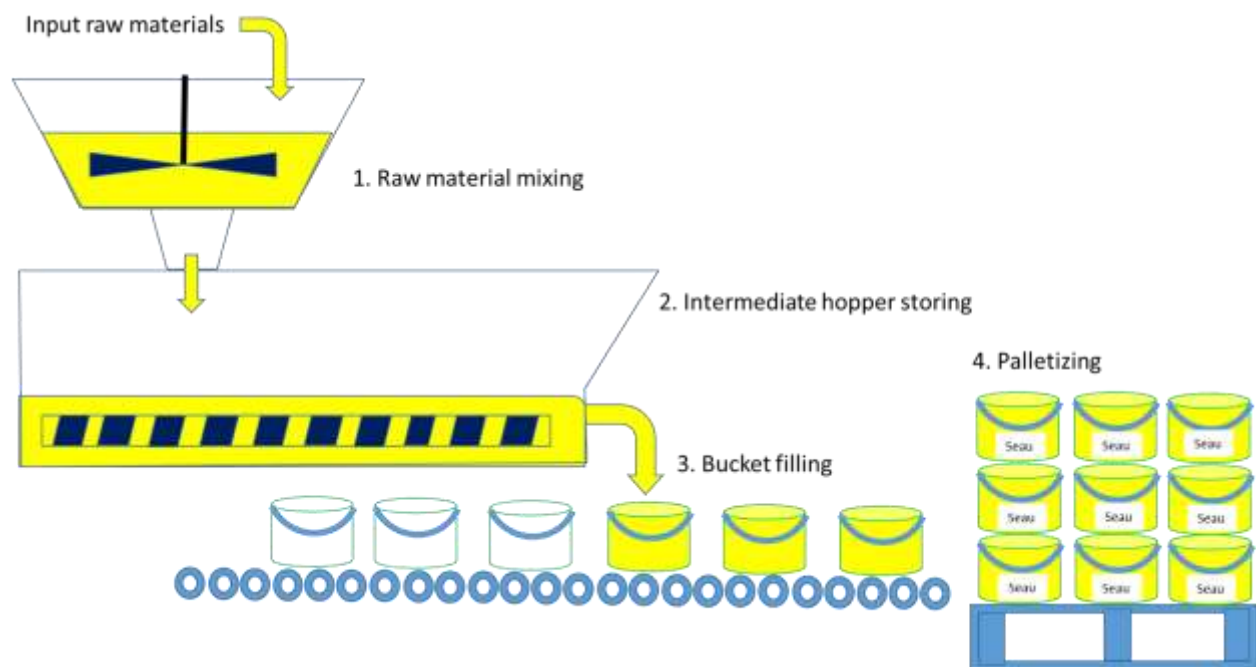 Input raw materials
1. Raw material mixing
2. Intermediate hopper storing
3. Bucket filling
4. Palletizing
Seau
Seau
Seau
Seau
Seau
Seau
Seau
Seau
Seau